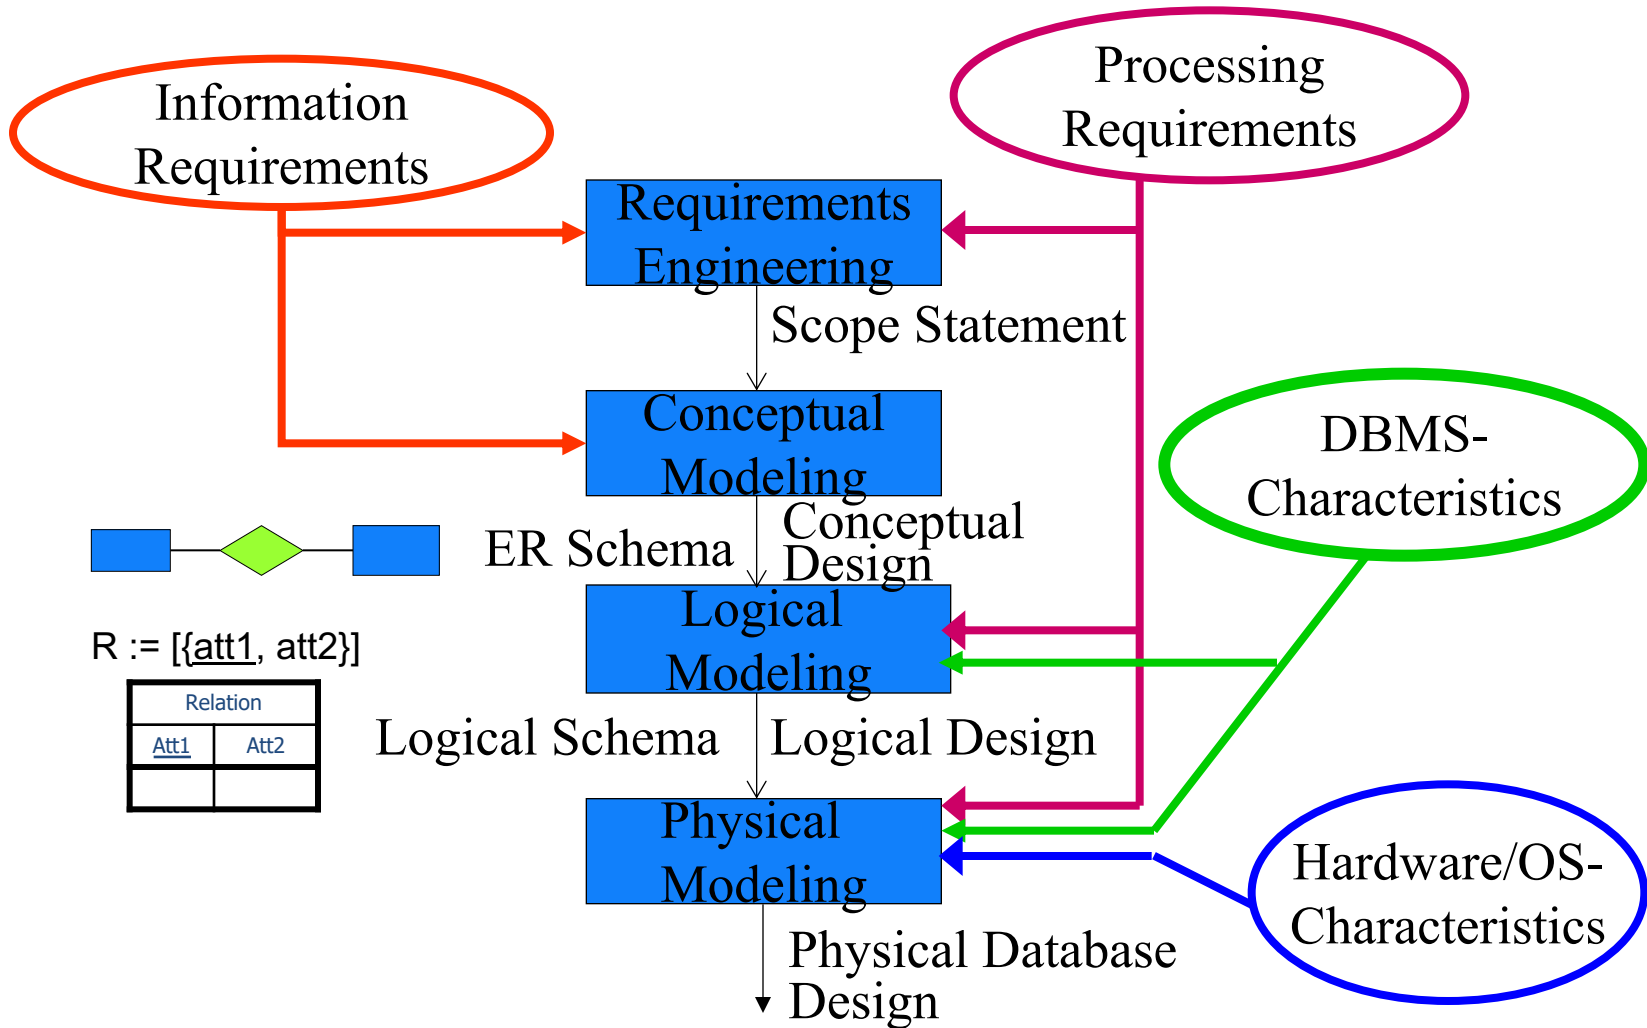 Information
Requirements
Processing
Requirements
Requirements
Engineering
Scope Statement
Conceptual
Modeling
DBMS-
Characteristics
ER Schema
Conceptual
Design
Logical
Modeling
R := [{att1, att2}]
Relation
Att1 Att2
Logical Schema
Logical Design
Physical
Modeling
Hardware/OS-
Characteristics
Physical Database
Design